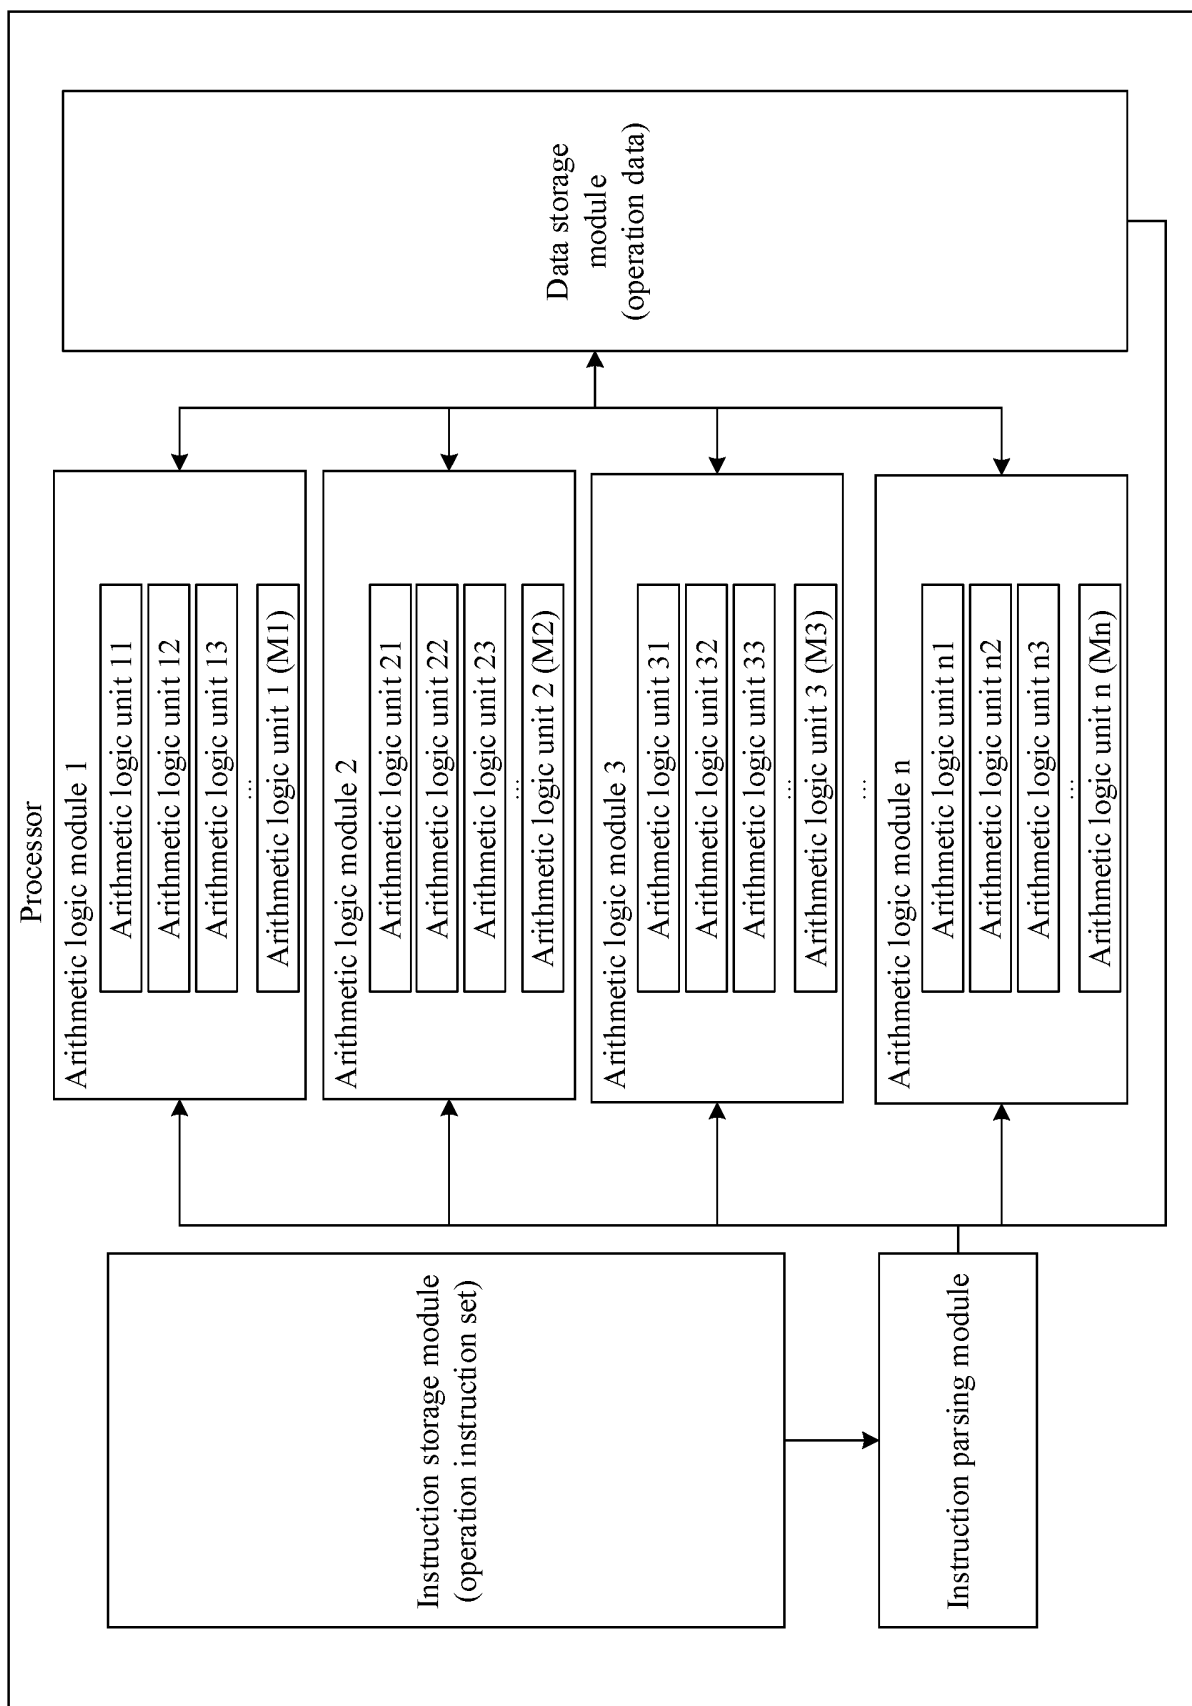 Processor
Arithmetic logic module 1
Arithmetic logic unit 11
Arithmetic logic unit 12
Arithmetic logic unit 13
...
Arithmetic logic unit 1 (M1)
Arithmetic logic module 2
Arithmetic logic unit 21
Arithmetic logic unit 22
Arithmetic logic unit 23
...
Arithmetic logic unit 2 (M2)
Arithmetic logic module 3
Arithmetic logic unit 31
Arithmetic logic unit 32
Arithmetic logic unit 33
...
Arithmetic logic unit 3 (M3)
...
Arithmetic logic module n
Arithmetic logic unit n1
Arithmetic logic unit n2
Arithmetic logic unit n3
...
Arithmetic logic unit n (Mn)
Instruction storage module
(operation instruction set)
Instruction parsing module
Data storage
module
(operation data)